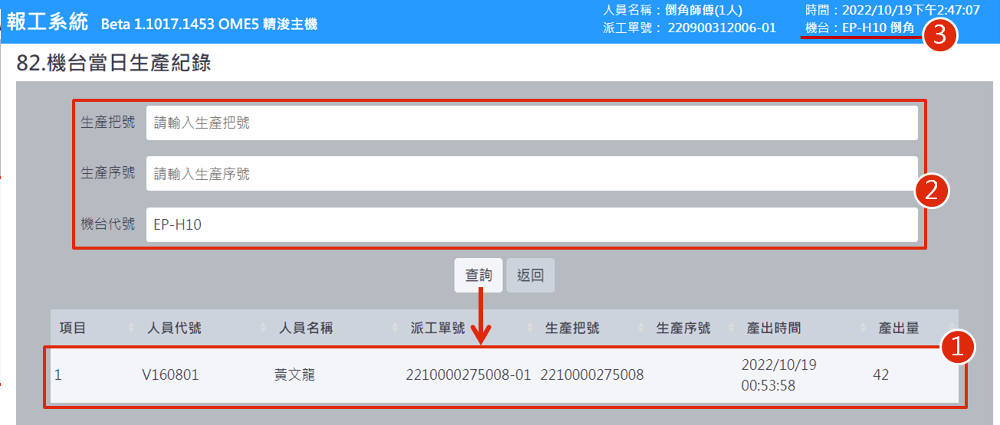 報工系統 Beta 1.1017.1453 OME5 精浚主機
人員名稱：倒角師傅(1人)
時間：2022/10/19下午2:47:07
派工單號： 220900312006-01
機台：EP-H10 倒角
3
82.機台當日生產紀錄
生產把號 請輸入生產把號
生產序號 請輸入生產序號
2
機台代號 EP-H10
查詢 返回
項目 人員代號 人員名稱 派工單號 生產把號 生產序號 產出時間 產出量
1
1 V160801 黃文龍 2210000275008-01 2210000275008 2022/10/19 42
00:53:58